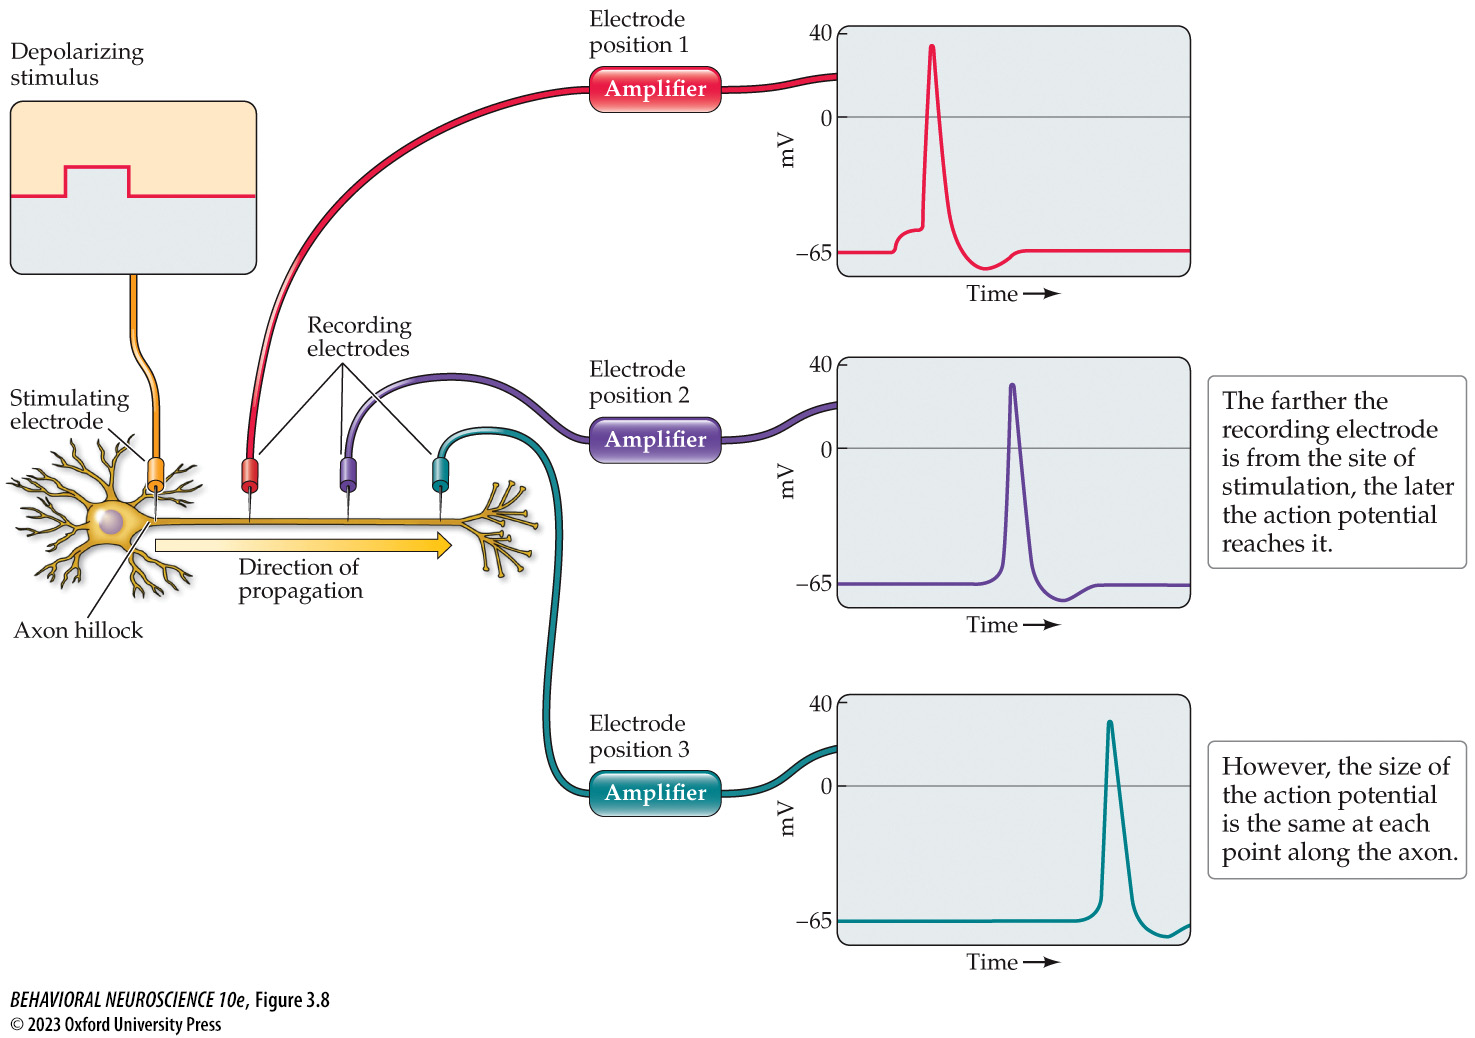 Depolarizing
stimulus
Stimulating
electrode
Axon hillock
Recording
electrodes
Direction of
propagation
Electrode
position 1
Amplifier
40
0
−65
mV
Time
Electrode
position 2
Amplifier
40
0
−65
mV
Time
The farther the
recording electrode
is from the site of
stimulation, the later
the action potential
reaches it.
Electrode
position 3
Amplifier
40
0
−65
mV
Time
However, the size of
the action potential
is the same at each
point along the axon.
BEHAVIORAL NEUROSCIENCE 10e, Figure 3.8
© 2023 Oxford University Press